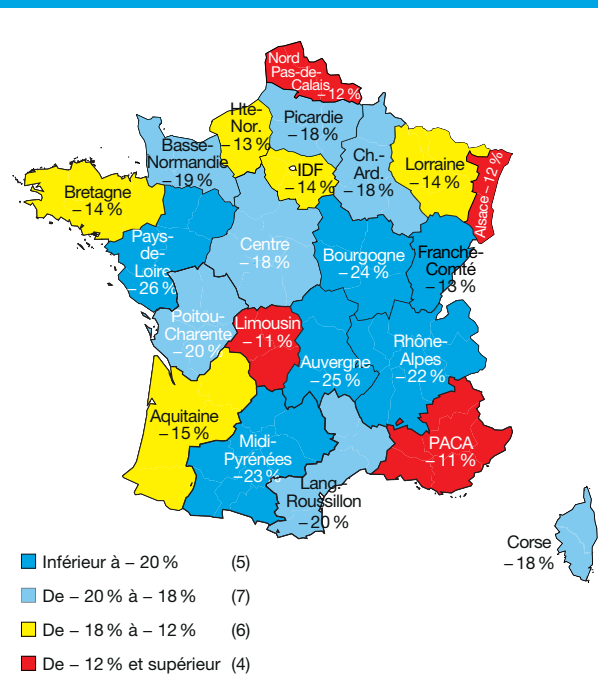 Nord
Pas-de-
Calais
– 12 %
Hte-
Nor.
– 13 %
Picardie
– 18 %
Basse-
Normandie
– 19 %
IDF
– 14 %
Ch.-
Ard.
– 18 %
Lorraine
– 14 %
Alsace – 12 %
Bretagne
– 14 %
Pays-
de-
Loire
– 26 %
Centre
– 18 %
Bourgogne
– 24 %
Franche-
Comté
– 13 %
Poitou-
Charente
– 20 %
Limousin
– 11 %
Auvergne
– 25 %
Rhône-
Alpes
– 22 %
Aquitaine
– 15 %
Midi-
Pyrénées
– 23 %
Lang.-
Roussillon
– 20 %
PACA
– 11 %
Corse
– 18 %
Inférieur à – 20 % (5)
De – 20 % à – 18 % (7)
De – 18 % à – 12 % (6)
De – 12 % et supérieur (4)